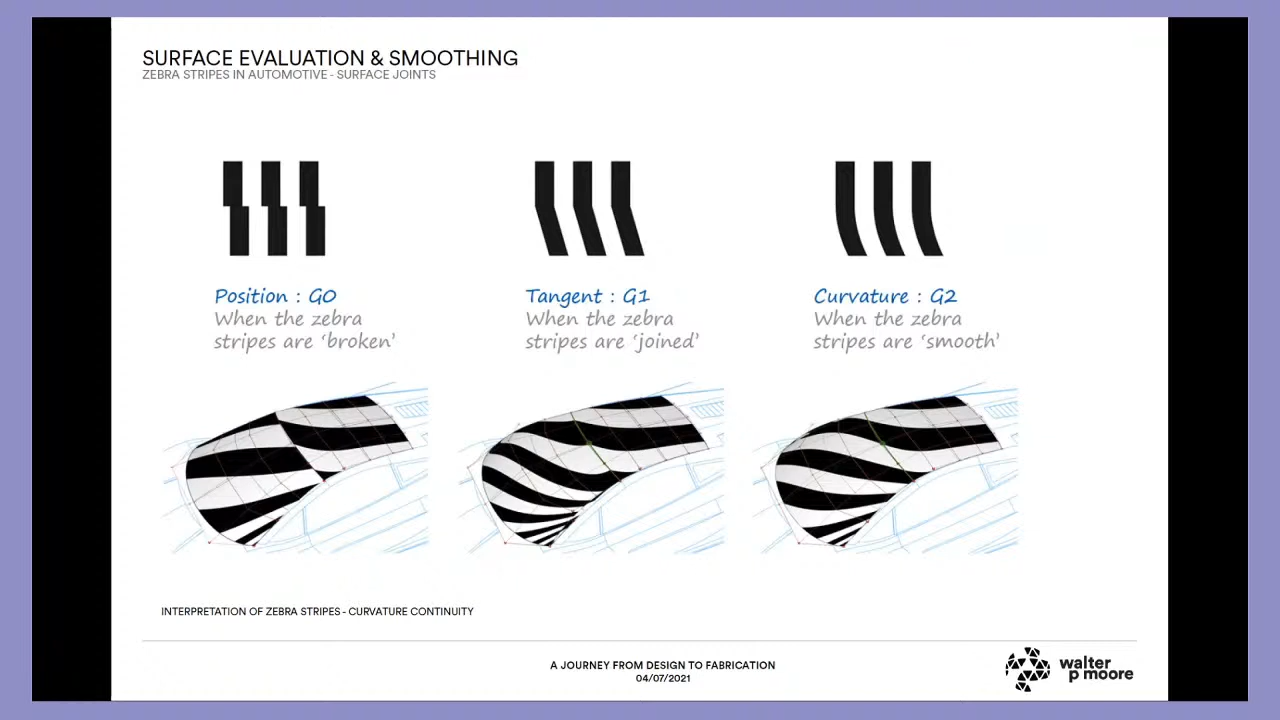 SURFACE EVALUATION & SMOOTHING
ZEBRA STRIPES IN AUTOMOTIVE - SURFACE JOINTS
Position : G0
When the zebra
stripes are ‘broken’
Tangent : G1
When the zebra
stripes are ‘joined’
Curvature : G2
When the zebra
stripes are ‘smooth’
INTERPRETATION OF ZEBRA STRIPES - CURVATURE CONTINUITY
A JOURNEY FROM DESIGN TO FABRICATION
04/07/2021
walter
p moore